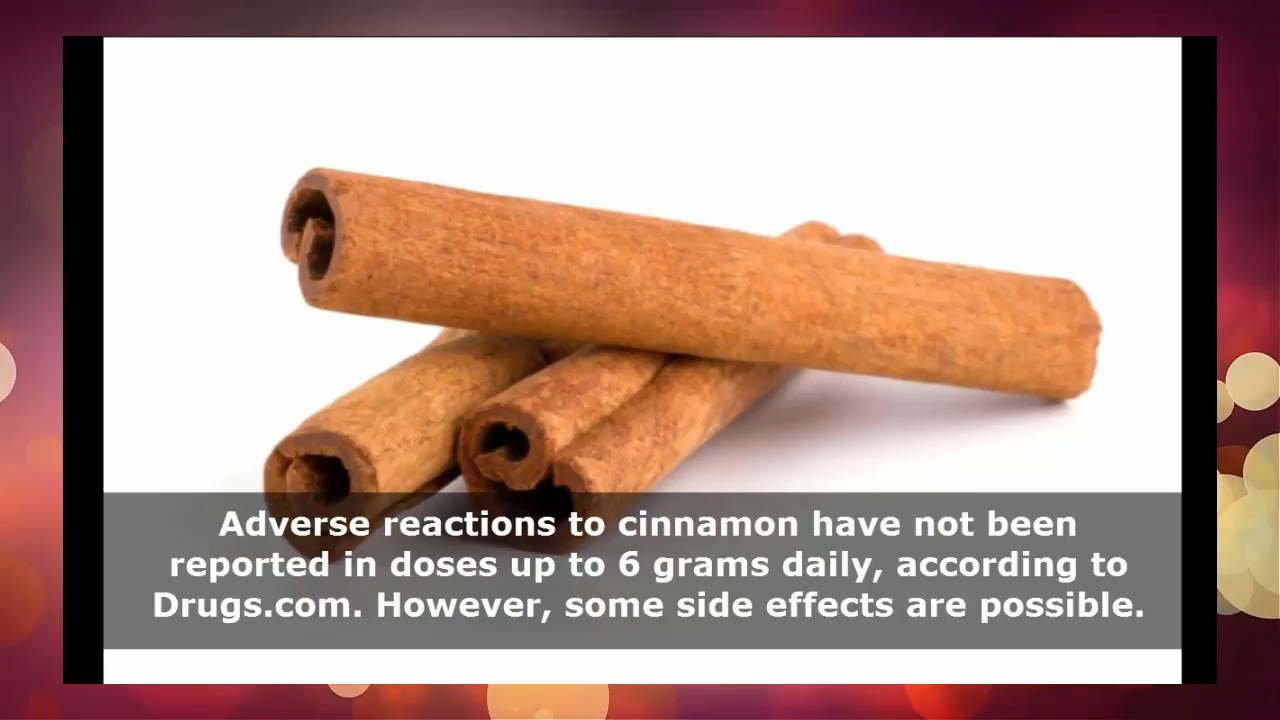 Adverse reactions to cinnamon have not been
reported in doses up to 6 grams daily, according to
Drugs.com. However, some side effects are possible.